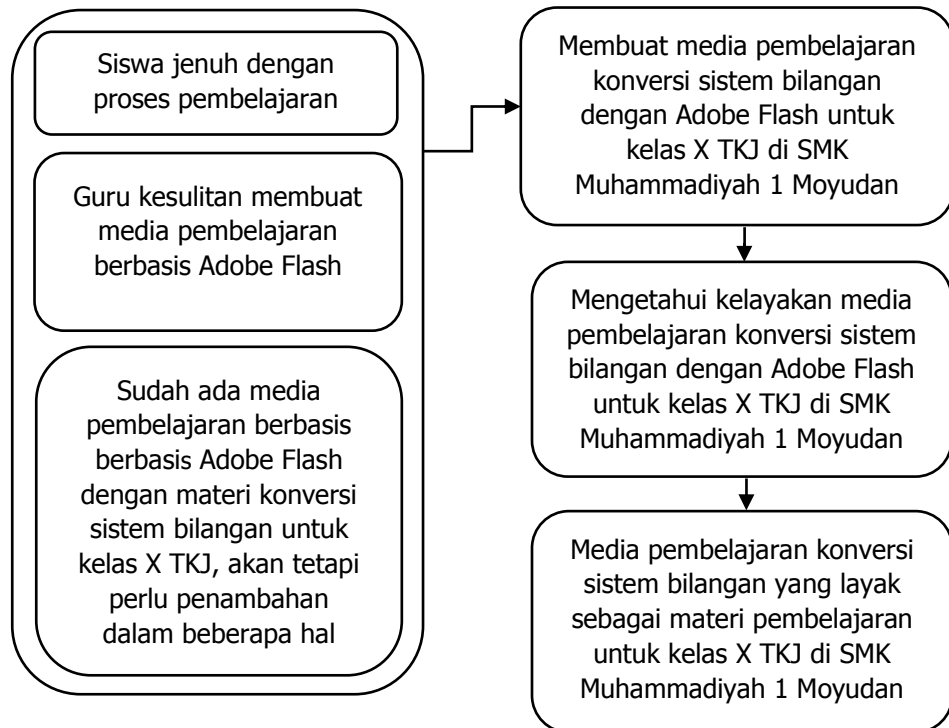 Siswa jenuh dengan
proses pembelajaran
Guru kesulitan membuat
media pembelajaran
berbasis Adobe Flash
Sudah ada media
pembelajaran berbasis
berbasis Adobe Flash
dengan materi konversi
sistem bilangan untuk
kelas X TKJ, akan tetapi
perlu penambahan
dalam beberapa hal
Membuat media pembelajaran
konversi sistem bilangan
dengan Adobe Flash untuk
kelas X TKJ di SMK
Muhammadiyah 1 Moyudan
Mengetahui kelayakan media
pembelajaran konversi sistem
bilangan dengan Adobe Flash
untuk kelas X TKJ di SMK
Muhammadiyah 1 Moyudan
Media pembelajaran konversi
sistem bilangan yang layak
sebagai materi pembelajaran
untuk kelas X TKJ di SMK
Muhammadiyah 1 Moyudan